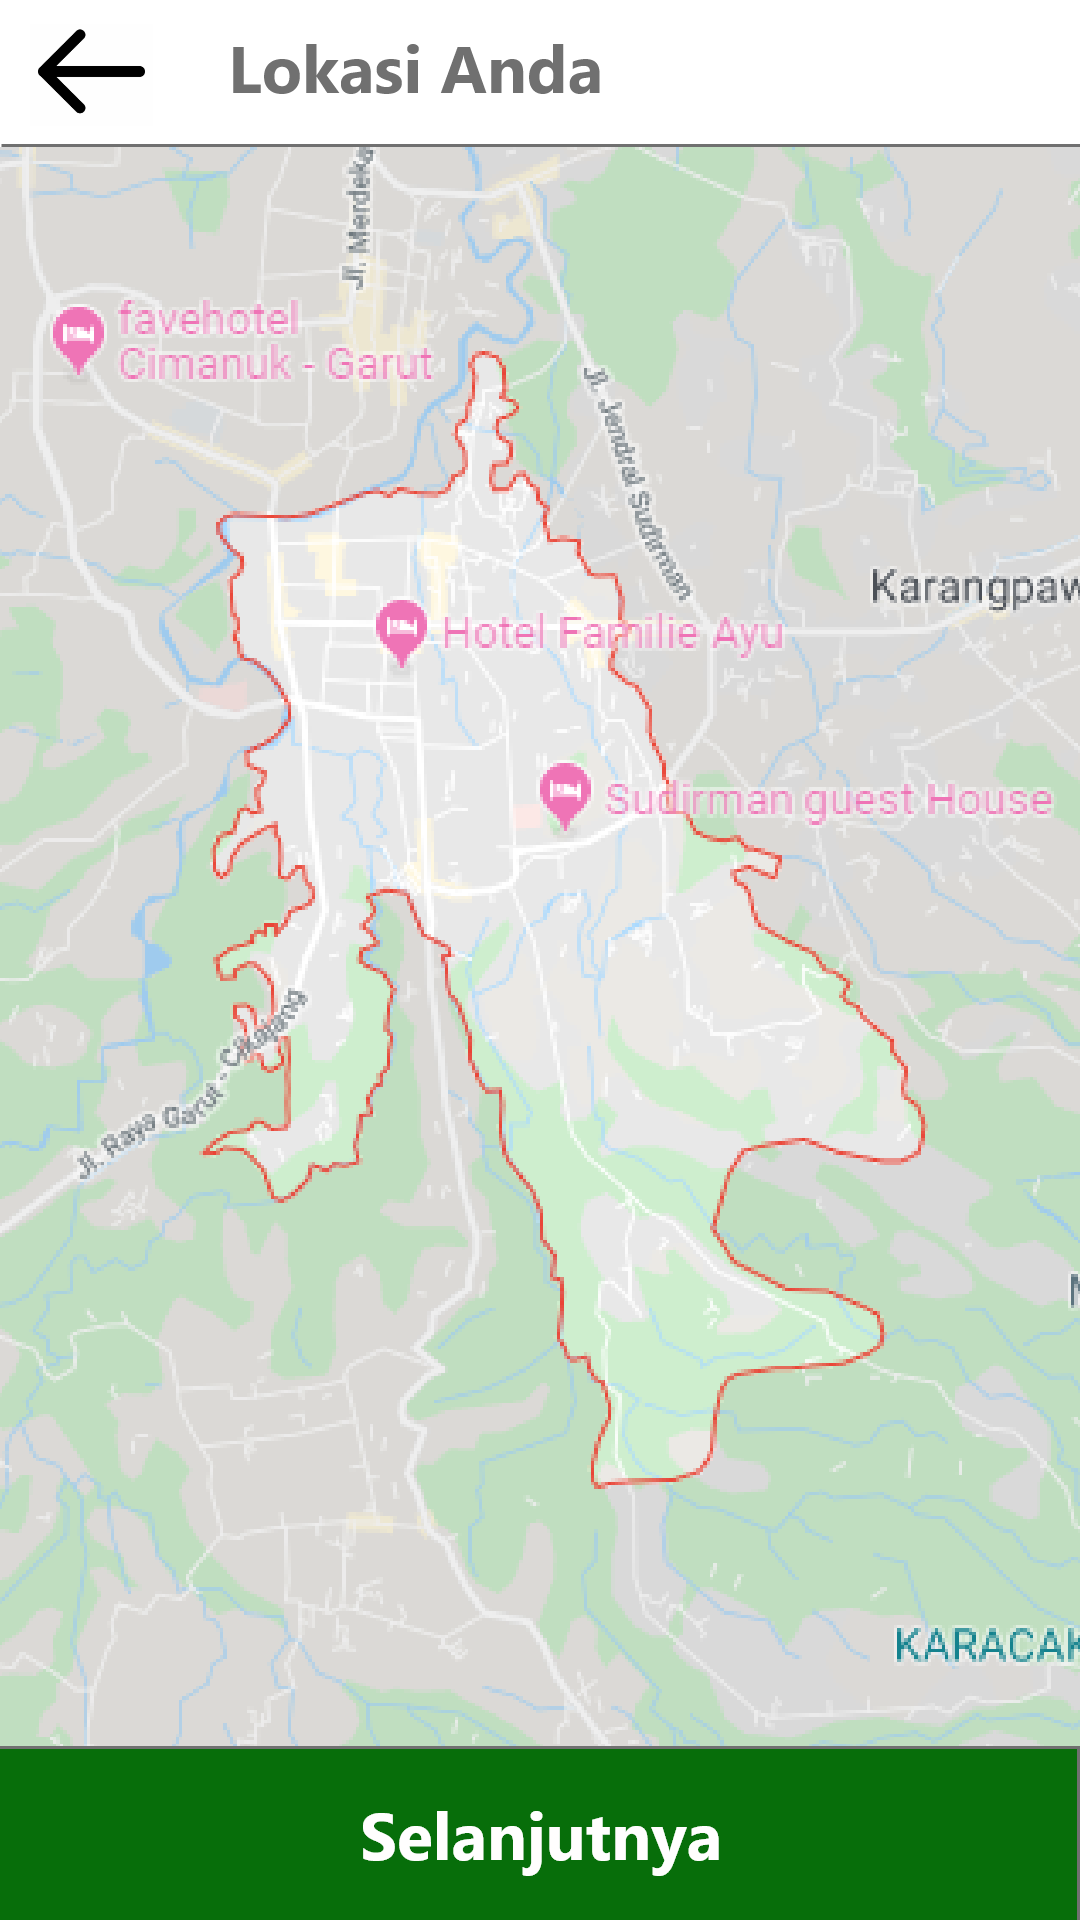 Lokasi Anda
Jl. Merdeka
favehotel
Cimanuk - Garut
Jl. Jendral Sudirman
Karangpaw
Hotel Familie Ayu
Sudirman guest House
Jl. Raya Garut - Cikajang
KARACAK
Selanjutnya